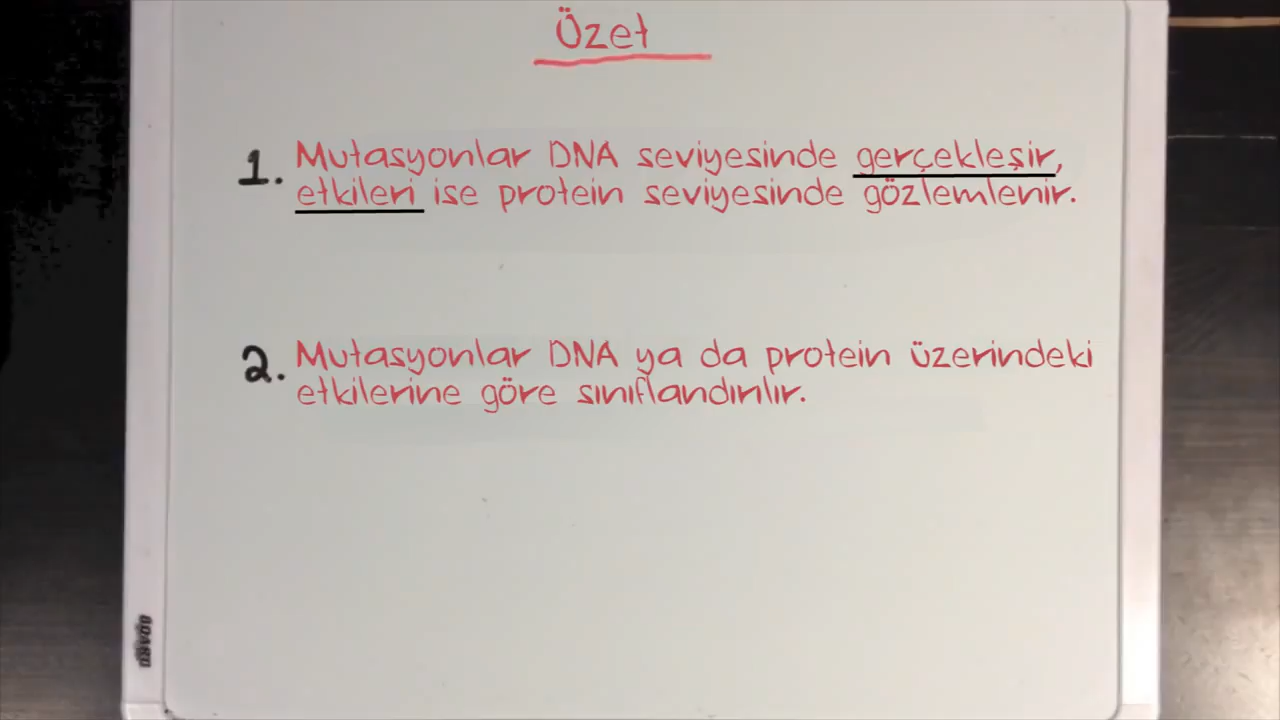 Üzet
1. Mutasyonlar DNA seviyesinde gerçekleşir,
etkileri ise protein seviyesinde gözlemlenir.
2. Mutasyonlar DNA ya da protein üzerindeki
etkilerine göre sınıflandırılır.